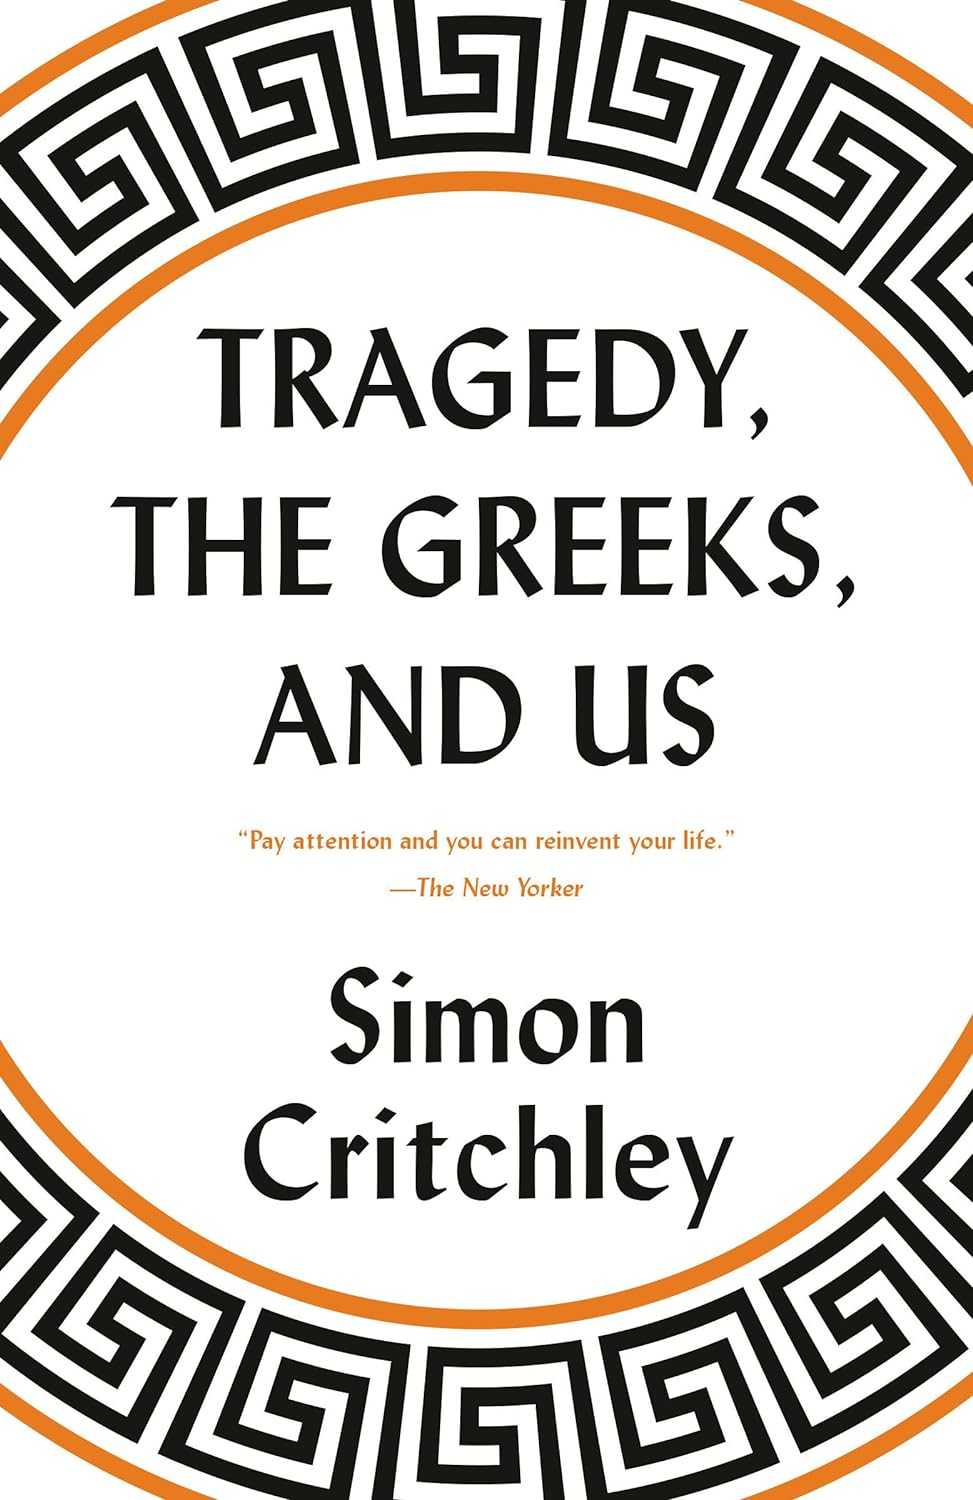 TRAGEDY,
THE GREEKS,
AND US
“Pay attention and you can reinvent your life.”
—The New Yorker
Simon
Critchley